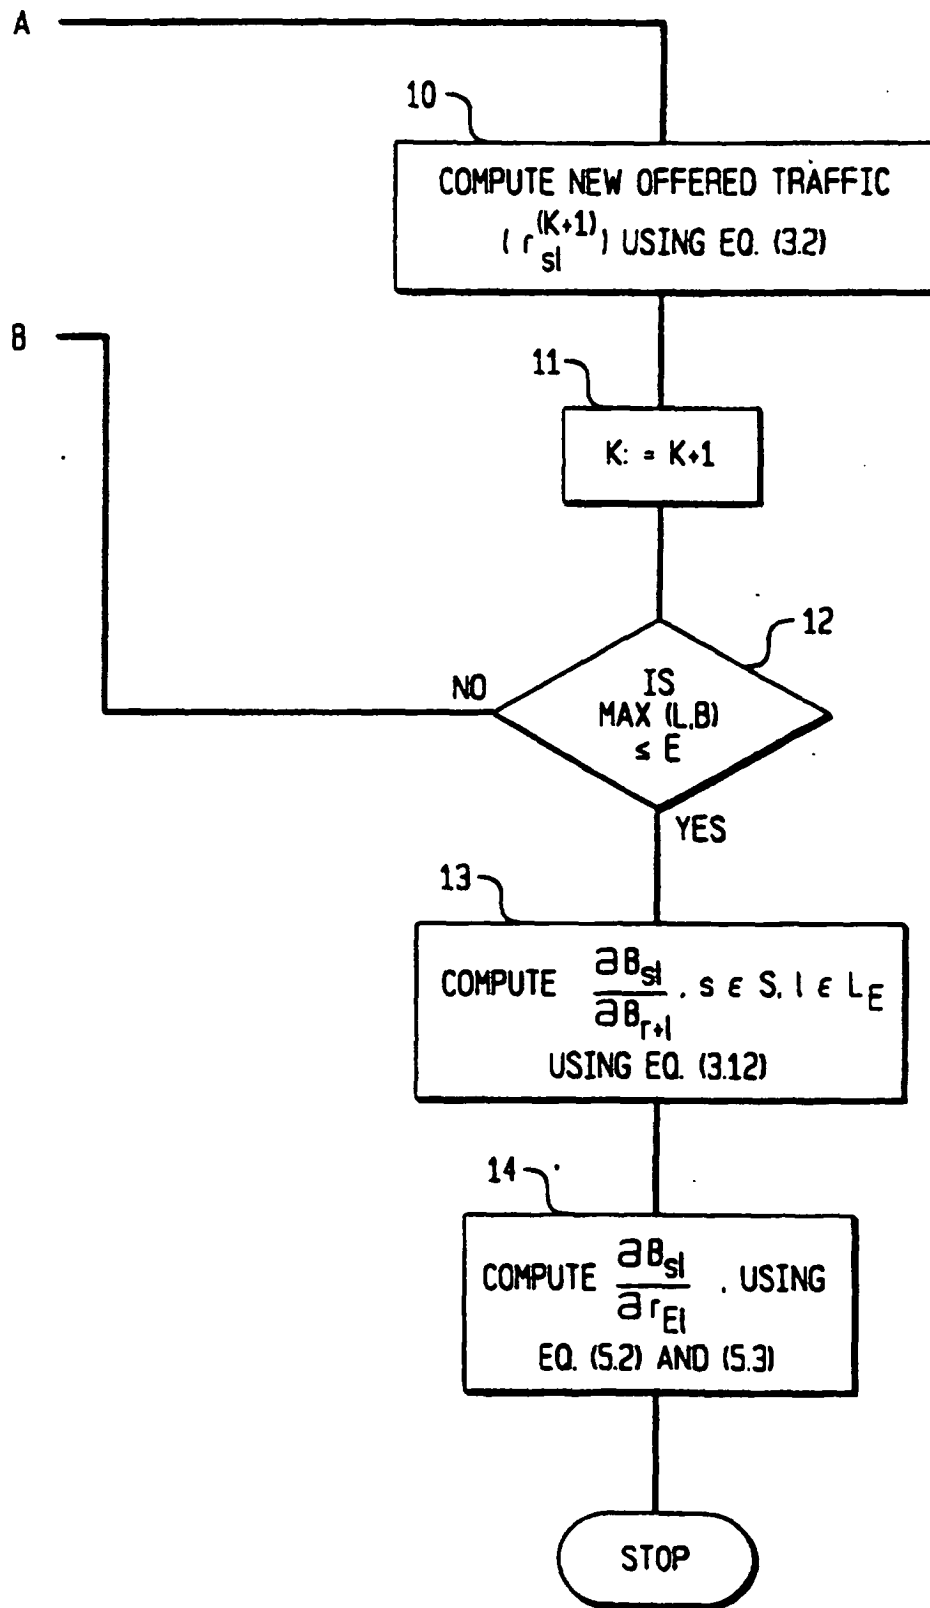 A
10
COMPUTE NEW OFFERED TRAFFIC
( r_sl^(K+1) ) USING EQ. (3.2)
B
11
K: = K+1
12
IS
MAX (L,B)
≤ E
NO
YES
13
COMPUTE ∂B_sl / ∂B_r+l , s ε S, l ε L_E
USING EQ. (3.12)
14
COMPUTE ∂B_sl / ∂r_El , USING
EQ. (5.2) AND (5.3)
STOP